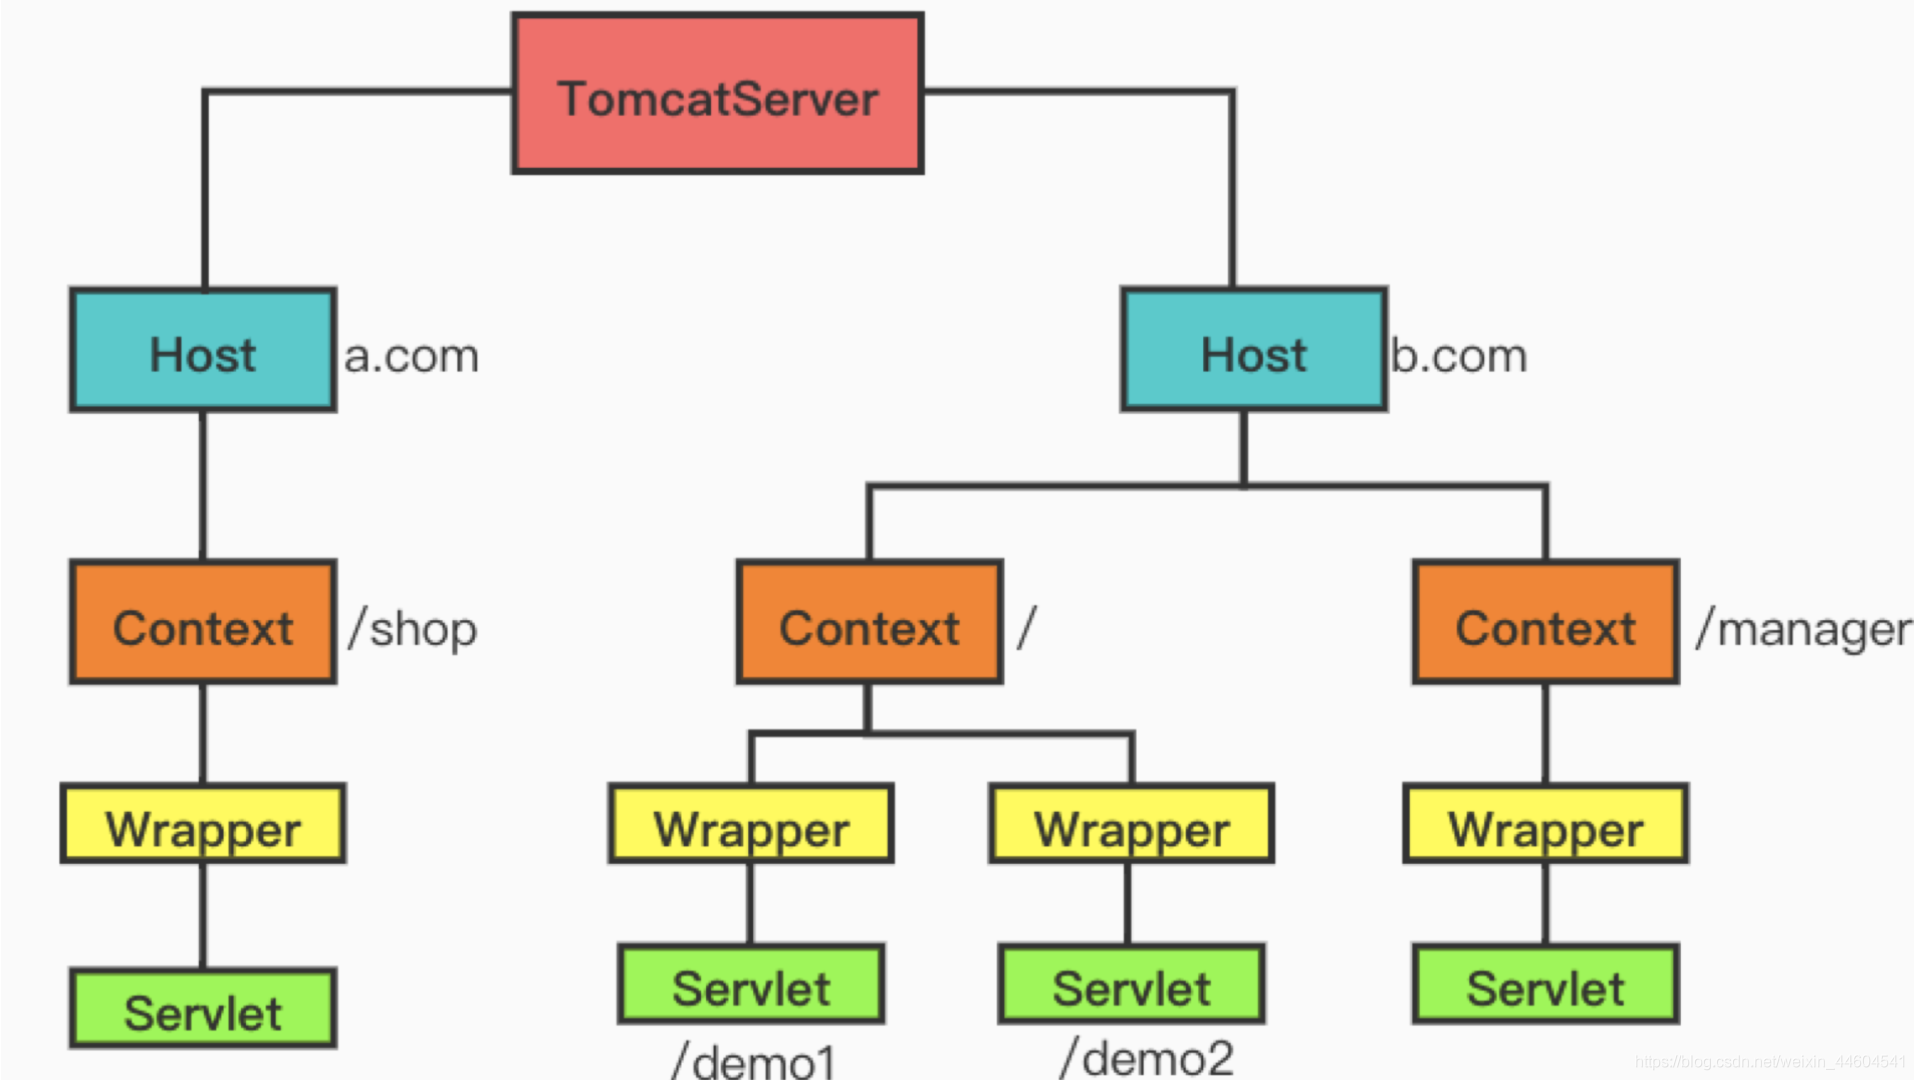 TomcatServer
Host
a.com
Host
b.com
Context
/shop
Context
/
Context
/manager
Wrapper
Wrapper
Wrapper
Wrapper
Servlet
Servlet
Servlet
Servlet
/demo1
/demo2
https://blog.csdn.net/weixin_44604541